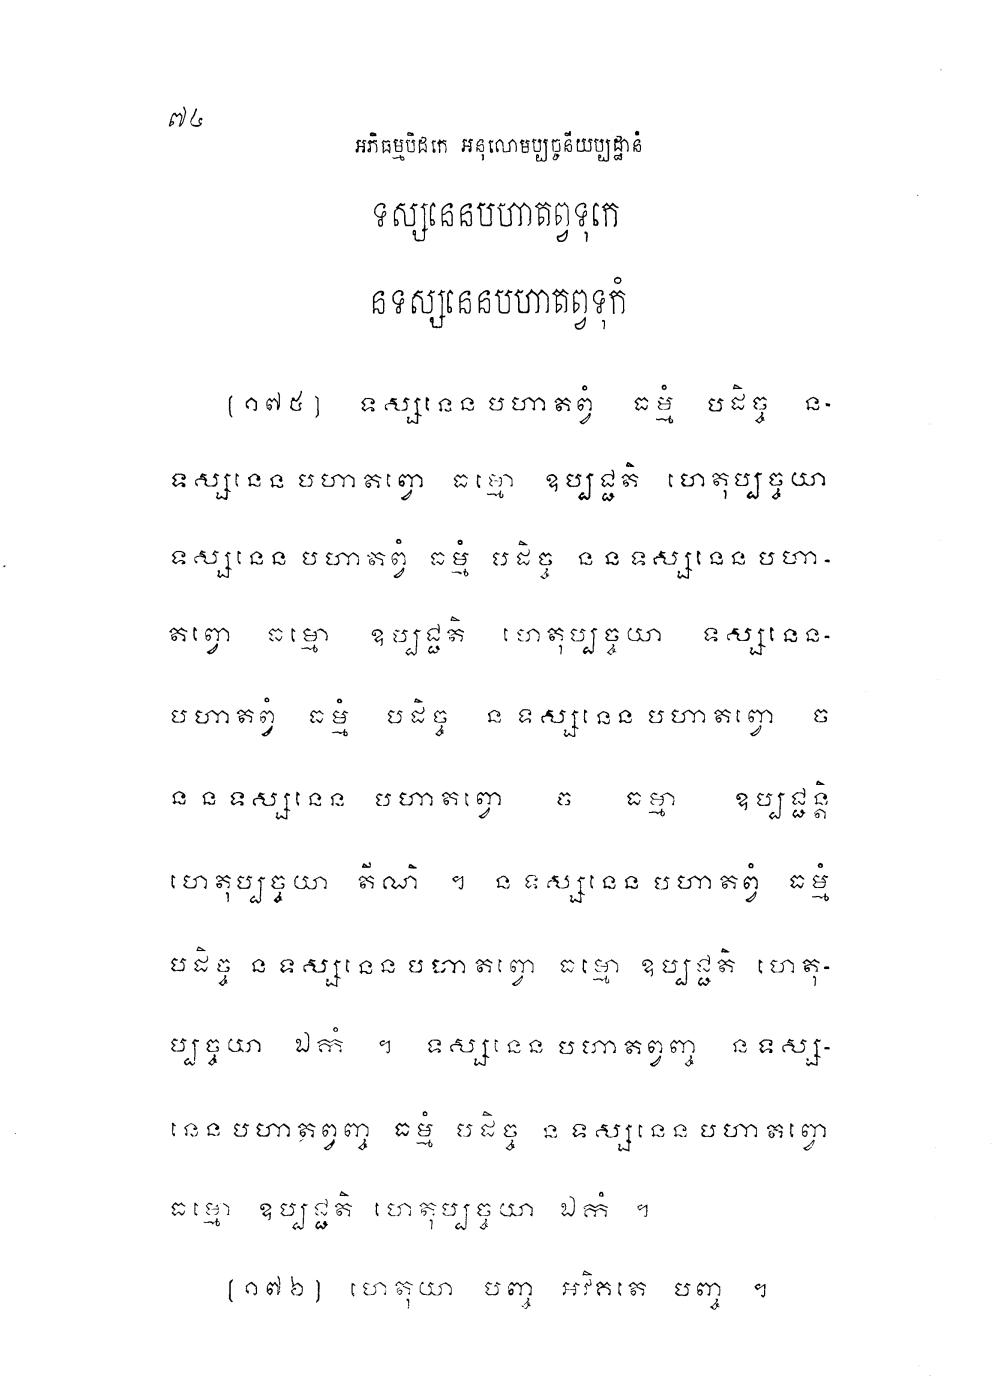 ៧៤
អភិធម្មបិដកេ អនុលោមប្បច្ចនីយប្បដ្ឋានំ
ទស្សនេនបហាតព្វទុកេ
នទស្សនេនបហាតព្វទុកំ
(១៧៥) ទស្សនេនបហាតព្វំ ធម្មំ បដិច្ច ន-
ទស្សនេនបហាតព្វោ ធម្មោ ឧប្បជ្ជតិ ហេតុប្បច្ចយា
ទស្សនេនបហាតព្វំ ធម្មំ បដិច្ច ននទស្សនេនបហា-
តព្វោ ធម្មោ ឧប្បជ្ជតិ ហេតុប្បច្ចយា ទស្សនេន-
បហាតព្វំ ធម្មំ បដិច្ច នទស្សនេនបហាតព្វោ ច
ននទស្សនេន បហាតព្វោ ច ធម្មា ឧប្បជ្ជន្តិ
ហេតុប្បច្ចយា តីណិ ។ នទស្សនេនបហាតព្វំ ធម្មំ
បដិច្ច នទស្សនេនបហាតព្វោ ធម្មោ ឧប្បជ្ជតិ ហេតុ-
ប្បច្ចយា ឯកំ ។ ទស្សនេនបហាតព្វញ្ច នទស្ស-
នេនបហាតព្វញ្ច ធម្មំ បដិច្ច នទស្សនេនបហាតព្វោ
ធម្មោ ឧប្បជ្ជតិ ហេតុប្បច្ចយា ឯកំ ។
(១៧៦) ហេតុយា បញ្ច អវិគតេ បញ្ច ។